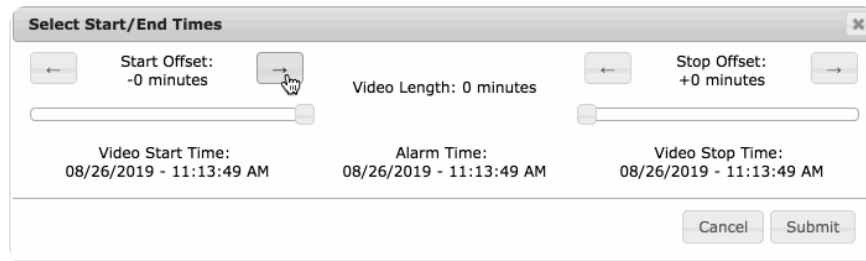 Select Start/End Times
←
Start Offset:
-0 minutes
→
Video Length: 0 minutes
←
Stop Offset:
+0 minutes
→
Video Start Time:
08/26/2019 - 11:13:49 AM
Alarm Time:
08/26/2019 - 11:13:49 AM
Video Stop Time:
08/26/2019 - 11:13:49 AM
Cancel
Submit